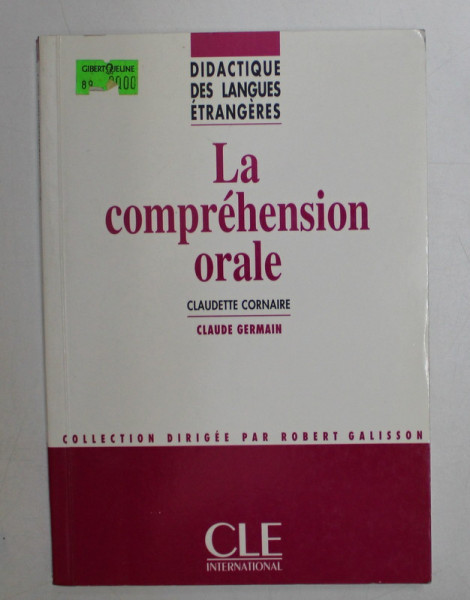 GIBERT JOSEPH
DIDACTIQUE
DES LANGUES
ÉTRANGÈRES
La
compréhension
orale
CLAUDETTE CORNAIRE
CLAUDE GERMAIN
COLLECTION DIRIGÉE PAR ROBERT GALISSON
CLE
INTERNATIONAL